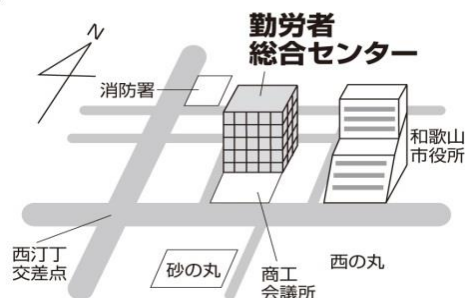 N
勤労者
総合センター
消防署
和歌山
市役所
西汀丁
交差点
砂の丸
商工
会議所
西の丸